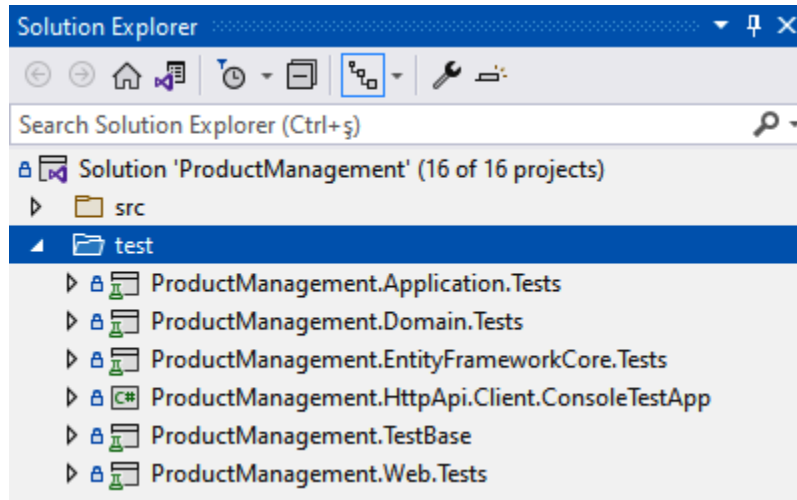 Solution Explorer
Search Solution Explorer (Ctrl+ş)
Solution 'ProductManagement' (16 of 16 projects)
src
test
ProductManagement.Application.Tests
ProductManagement.Domain.Tests
ProductManagement.EntityFrameworkCore.Tests
C# ProductManagement.HttpApi.Client.ConsoleTestApp
ProductManagement.TestBase
ProductManagement.Web.Tests